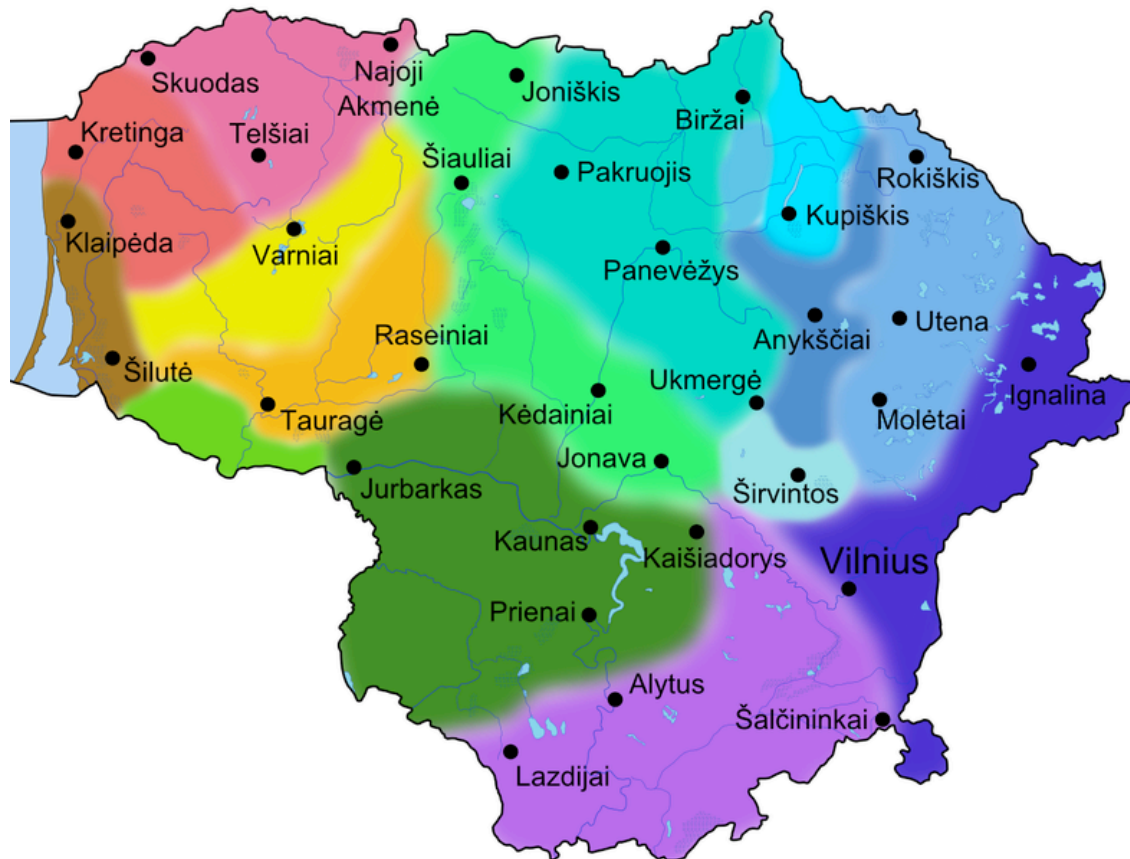 Skuodas
Najoji
Akmenė
Joniškis
Biržai
Kretinga
Telšiai
Šiauliai
Pakruojis
Rokiškis
Kupiškis
Klaipėda
Varniai
Panevėžys
Anykščiai
Utena
Šilutė
Raseiniai
Ukmergė
Ignalina
Tauragė
Kėdainiai
Molėtai
Jurbarkas
Jonava
Širvintos
Kaunas
Kaišiadorys
Vilnius
Prienai
Alytus
Šalčininkai
Lazdijai